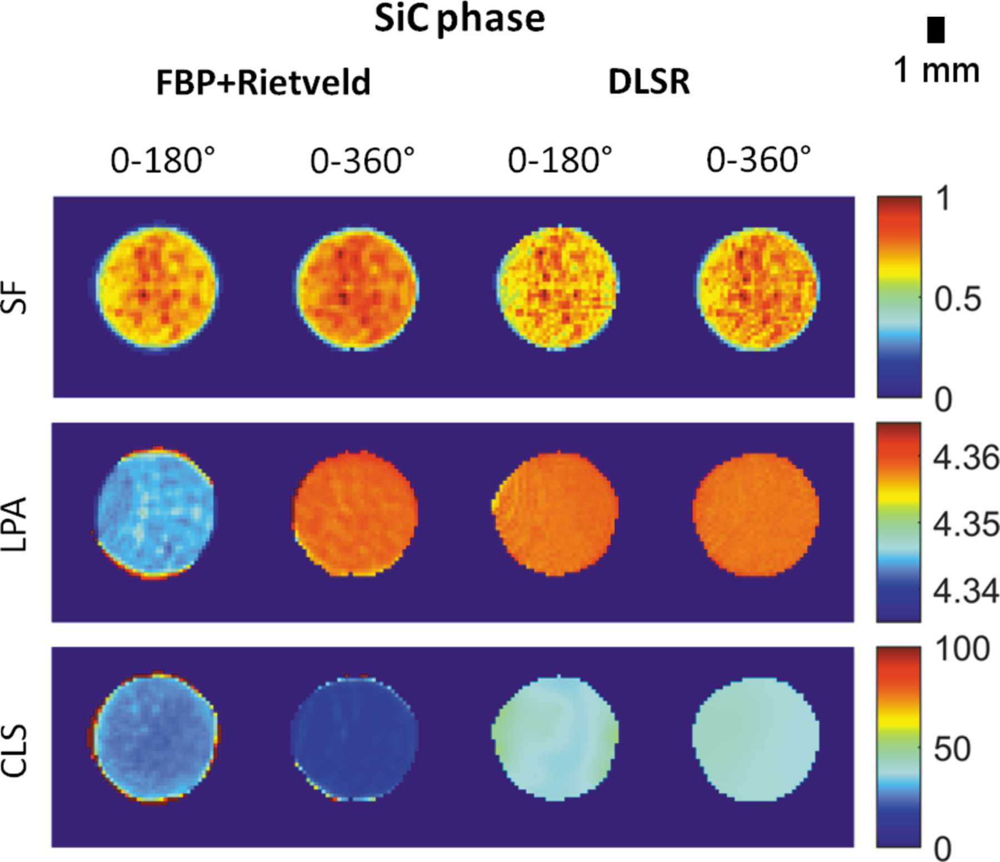 SiC phase
1 mm
FBP+Rietveld
DLSR
0-180°
0-360°
0-180°
0-360°
SF
1
0.5
0
LPA
4.36
4.35
4.34
CLS
100
50
0